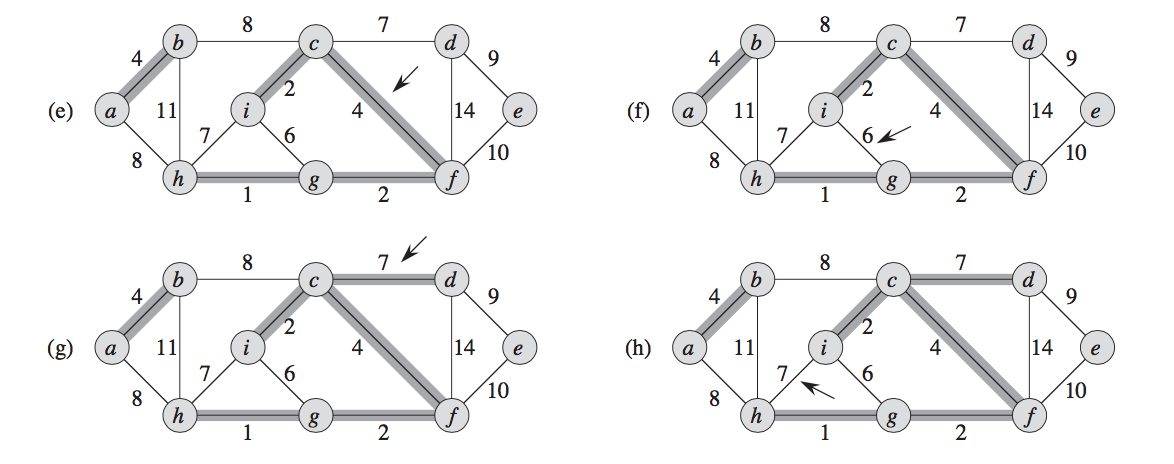 8 7 8 7
b c d b c d
4 9 4 9
2 2
(e) a 11 i 4 14 e (f) a 11 i 4 14 e
7 6 7 6
8 10 8 10
h g f h g f
1 2 1 2
8 7 8 7
b c d b c d
4 9 4 9
2 2
(g) a 11 i 4 14 e (h) a 11 i 4 14 e
7 6 7 6
8 10 8 10
h g f h g f
1 2 1 2